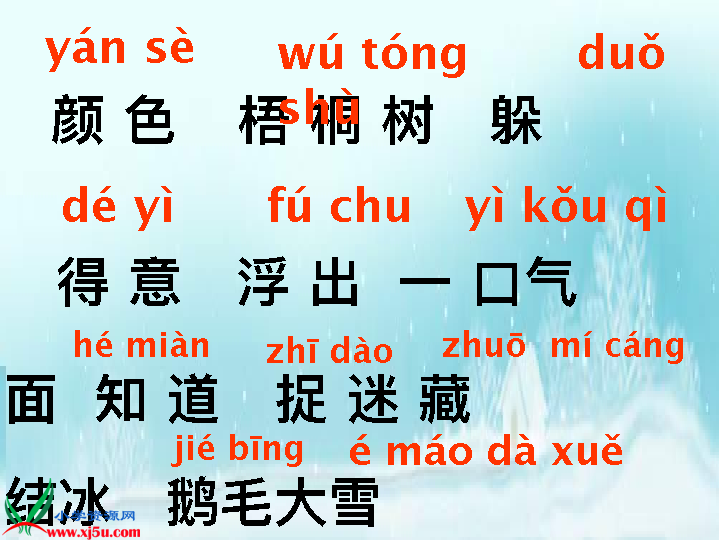 yán sè wú tóng shù duǒ
颜 色 梧 桐 树 躲
dé yì fú chu yì kǒu qì
得 意 浮 出 一 口气
hé miàn zhī dào zhuō mí cáng
面 知 道 捉 迷 藏
jié bīng é máo dà xuě
结冰 鹅毛大雪
小学资源网
www.xj5u.com